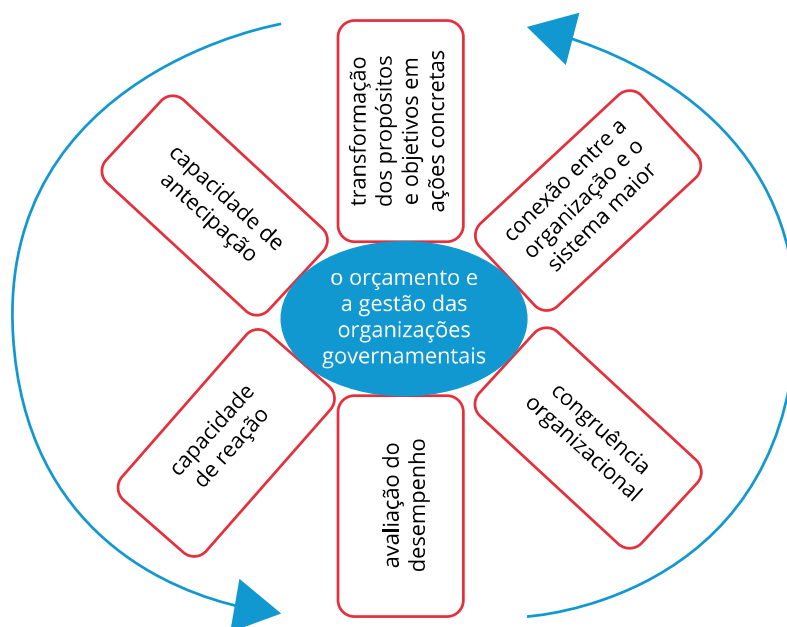 transformação
dos propósitos
e objetivos em
ações concretas
conexão entre a
organização e o
sistema maior
congruência
organizacional
avaliação do
desempenho
capacidade
de reação
capacidade de
antecipação
o orçamento e
a gestão das
organizações
governamentais